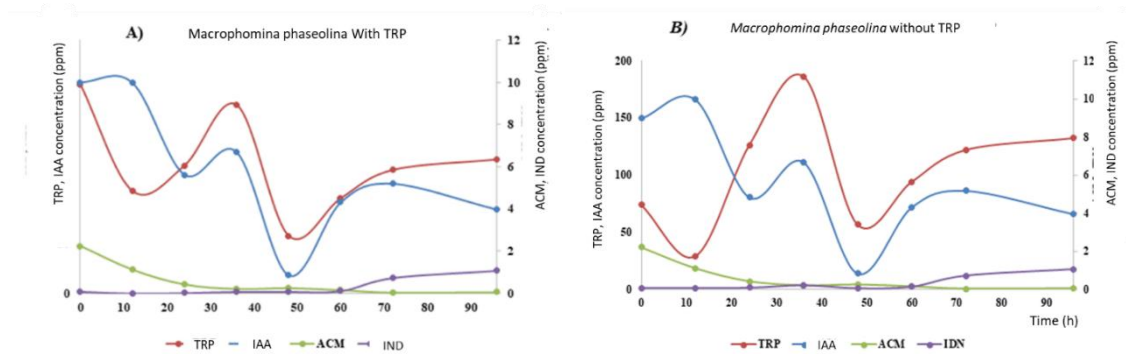 A)
Macrophomina phaseolina With TRP
TRP, IAA concentration (ppm)
12
10
8
6
4
2
0
0
ACM, IND concentration (ppm)
0 10 20 30 40 50 60 70 80 90
TRP IAA ACM IND
B)
Macrophomina phaseolina without TRP
TRP, IAA concentration (ppm)
200
150
100
50
0
12
10
8
6
4
2
0
ACM, IND concentration (ppm)
0 10 20 30 40 50 60 70 80 90
Time (h)
TRP IAA ACM IDN